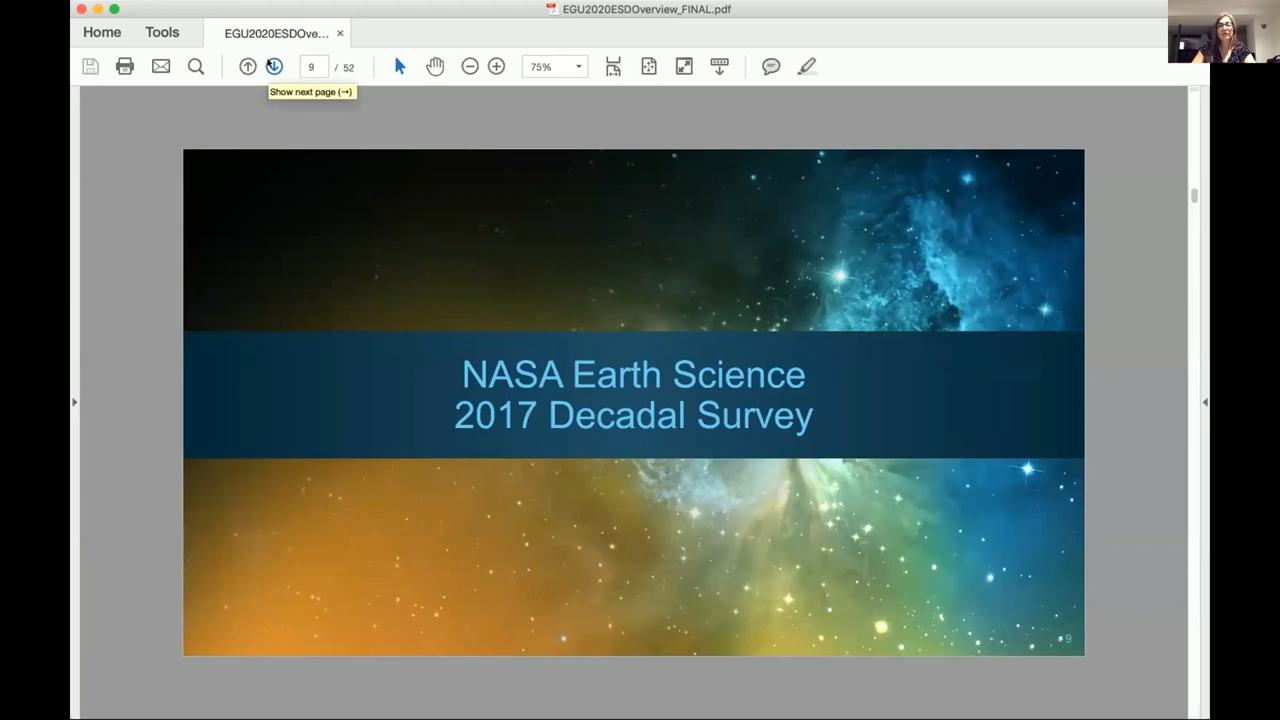 EGU2020ESDOverview_FINAL.pdf
Home
Tools
EGU2020ESDOve...
9 / 52
75%
Show next page (→)
NASA Earth Science
2017 Decadal Survey
9